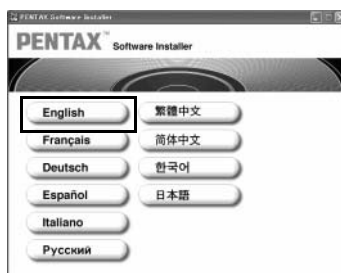 PENTAX Software Installer
PENTAX™ Software Installer
English
Français
Deutsch
Español
Italiano
Русский
繁體中文
简体中文
한국어
日本語